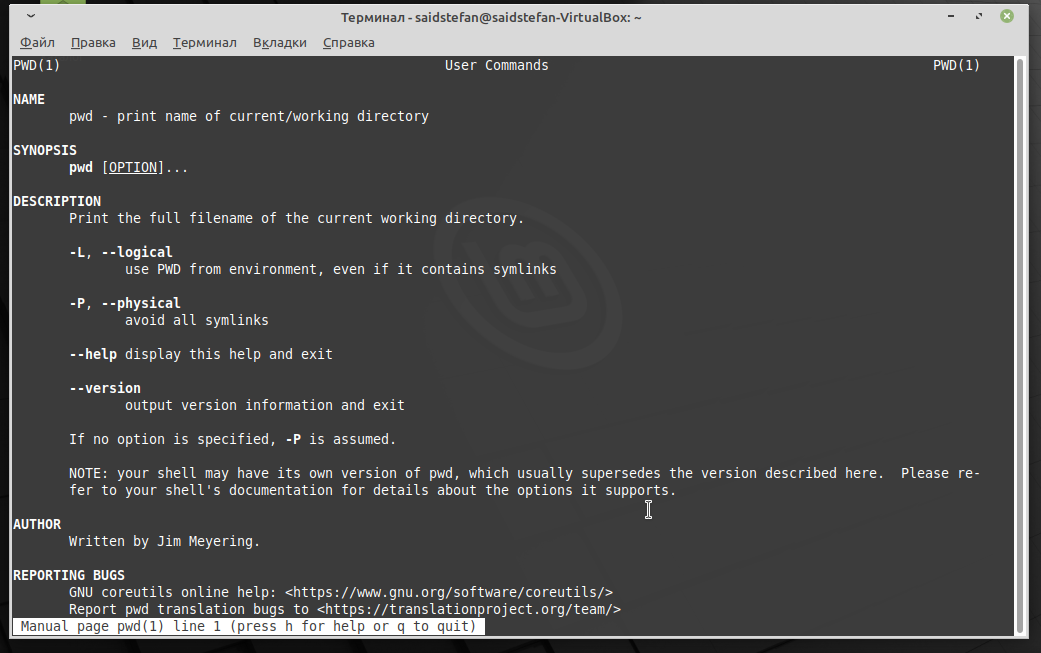 Терминал - saidstefan@saidstefan-VirtualBox: ~
Файл Правка Вид Терминал Вкладки Справка
PWD(1) User Commands PWD(1)
NAME
pwd - print name of current/working directory
SYNOPSIS
pwd [OPTION]...
DESCRIPTION
Print the full filename of the current working directory.
-L, --logical
use PWD from environment, even if it contains symlinks
-P, --physical
avoid all symlinks
--help display this help and exit
--version
output version information and exit
If no option is specified, -P is assumed.
NOTE: your shell may have its own version of pwd, which usually supersedes the version described here. Please re-
fer to your shell's documentation for details about the options it supports.
AUTHOR
Written by Jim Meyering.
REPORTING BUGS
GNU coreutils online help: <https://www.gnu.org/software/coreutils/>
Report pwd translation bugs to <https://translationproject.org/team/>
Manual page pwd(1) line 1 (press h for help or q to quit)